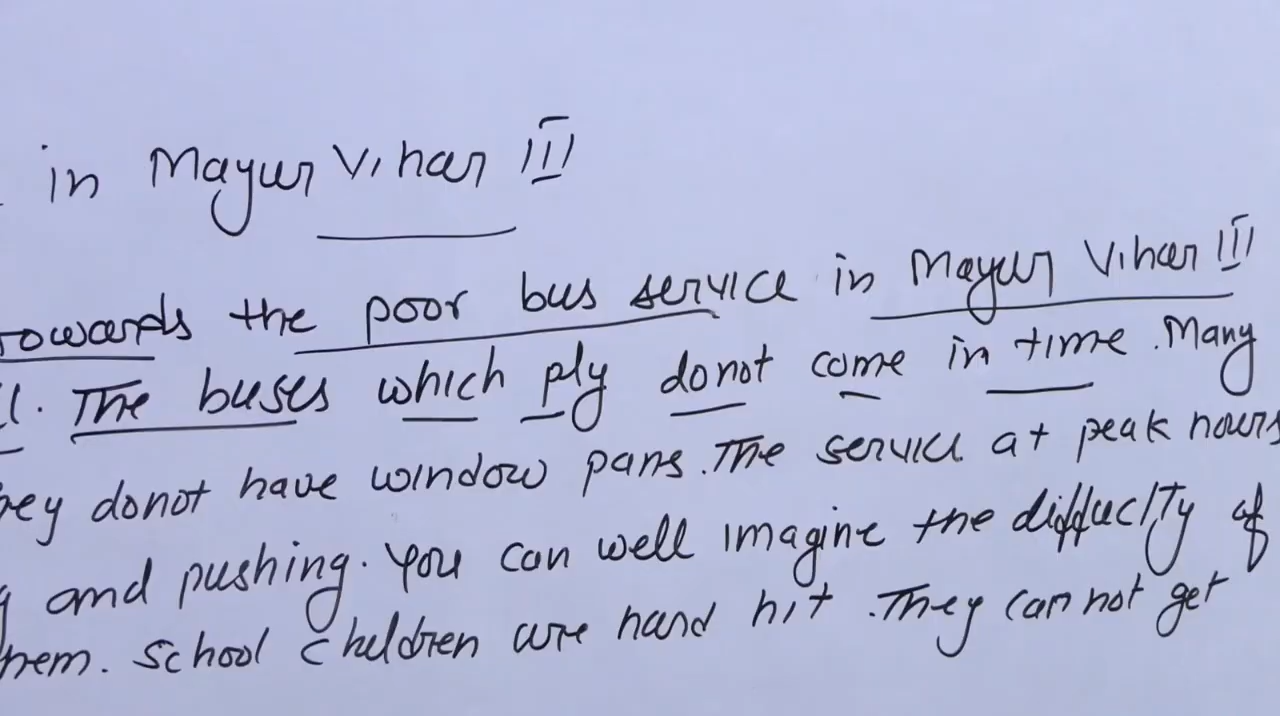 in Mayur Vihar III
towards the poor bus service in Mayur Vihar III
The buses which ply donot come in time. Many
hey donot have window pans. The service at peak hours
and pushing. You can well imagine the diffuclty of
hem. School children are hard hit. They can not get